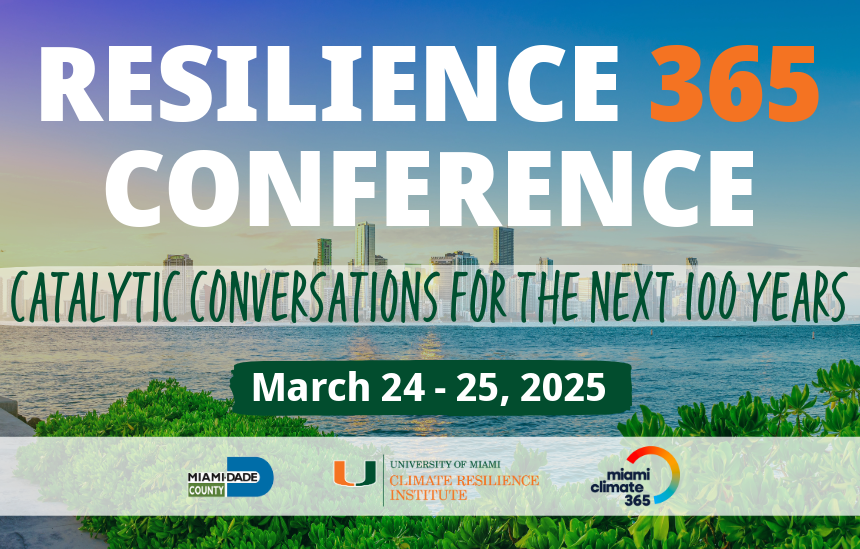 RESILIENCE 365
CONFERENCE
CATALYTIC CONVERSATIONS FOR THE NEXT 100 YEARS
March 24 - 25, 2025
MIAMI-DADE
COUNTY
UNIVERSITY OF MIAMI
CLIMATE RESILIENCE
INSTITUTE
miami
climate
365